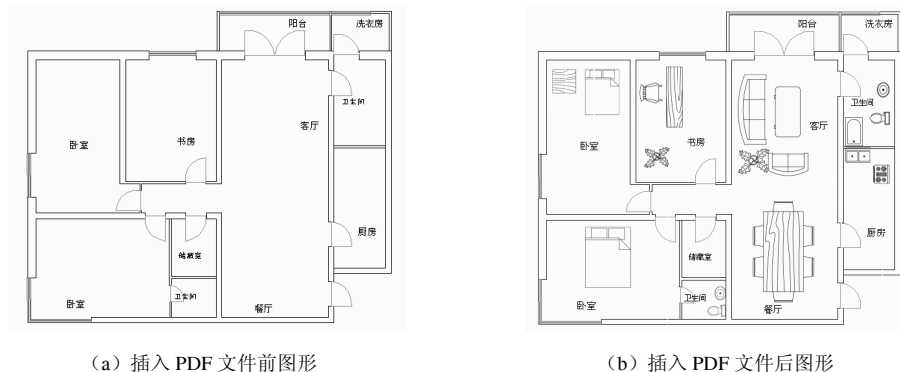 阳台
洗衣房
卫生间
客厅
卧室
书房
厨房
储藏室
卧室
卫生间
餐厅
（a）插入 PDF 文件前图形
阳台
洗衣房
卫生间
客厅
卧室
书房
厨房
储藏室
卧室
卫生间
餐厅
（b）插入 PDF 文件后图形